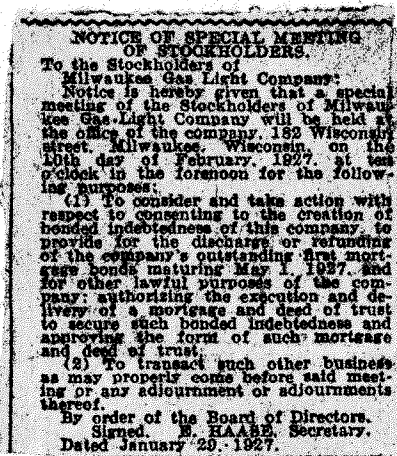 NOTICE OF SPECIAL MEETING
OF STOCKHOLDERS.
To the Stockholders of
Milwaukee Gas Light Company:
Notice is hereby given that a special
meeting of the Stockholders of Milwau-
kee Gas Light Company will be held at
the office of the company, 182 Wisconsin
street, Milwaukee, Wisconsin, on the
10th day of February, 1927, at ten
o'clock in the forenoon for the follow-
ing purposes:
(1) To consider and take action with
respect to consenting to the creation of
bonded indebtedness of this company, to
provide for the discharge or refunding
of the company's outstanding first mort-
gage bonds maturing May 1, 1927, and
for other lawful purposes of the com-
pany; authorizing the execution and de-
livery of a mortgage and deed of trust
to secure such bonded indebtedness and
approving the form of such mortgage
and deed of trust.
(2) To transact such other business
as may properly come before said meet-
ing or any adjournment or adjournments
thereof.
By order of the Board of Directors.
Signed. E. HAASE, Secretary.
Dated January 29, 1927.